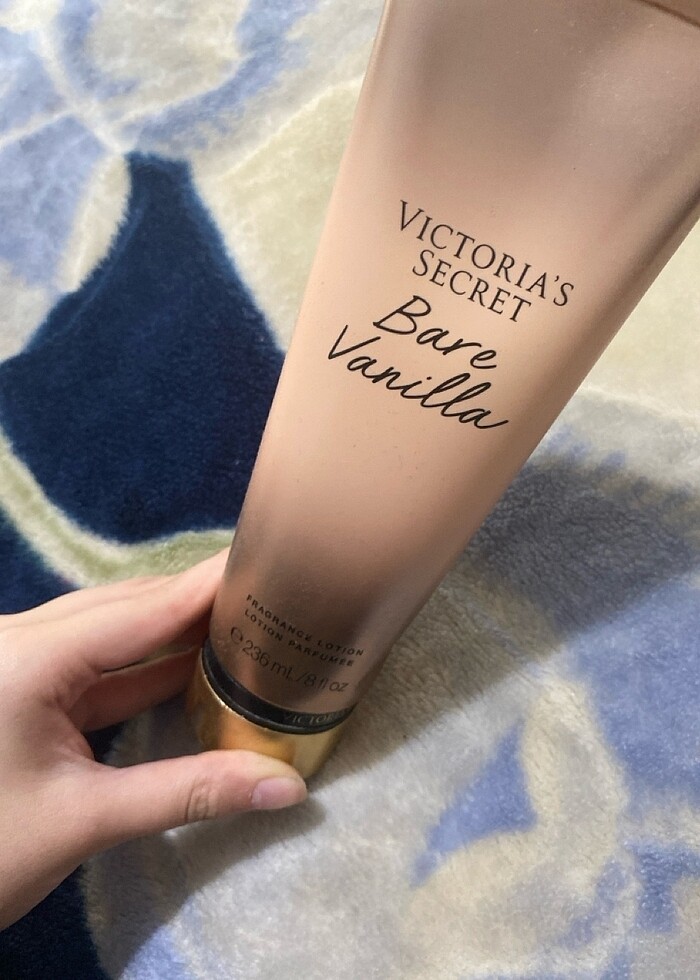 VICTORIA'S
SECRET
Bare
Vanilla
FRAGRANCE LOTION
LOTION PARFUMÉE
℮ 236 mL / 8 fl oz